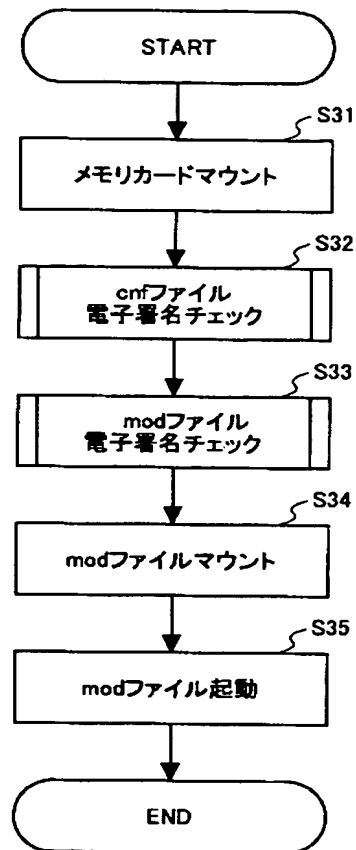 START
S31
メモリカードマウント
S32
cnfファイル
電子署名チェック
S33
modファイル
電子署名チェック
S34
modファイルマウント
S35
modファイル起動
END